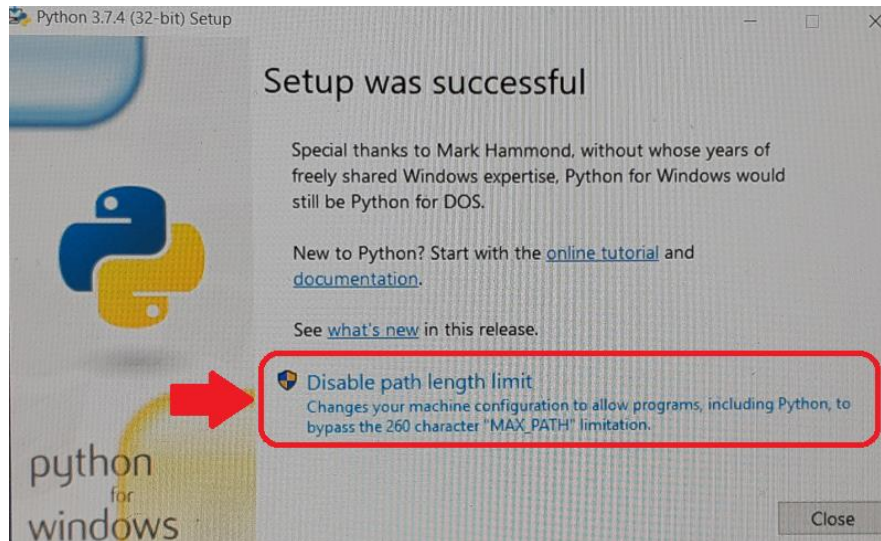 Python 3.7.4 (32-bit) Setup
Setup was successful
Special thanks to Mark Hammond, without whose years of
freely shared Windows expertise, Python for Windows would
still be Python for DOS.
New to Python? Start with the online tutorial and
documentation.
See what's new in this release.
Disable path length limit
Changes your machine configuration to allow programs, including Python, to
bypass the 260 character "MAX_PATH" limitation.
python
for
windows
Close